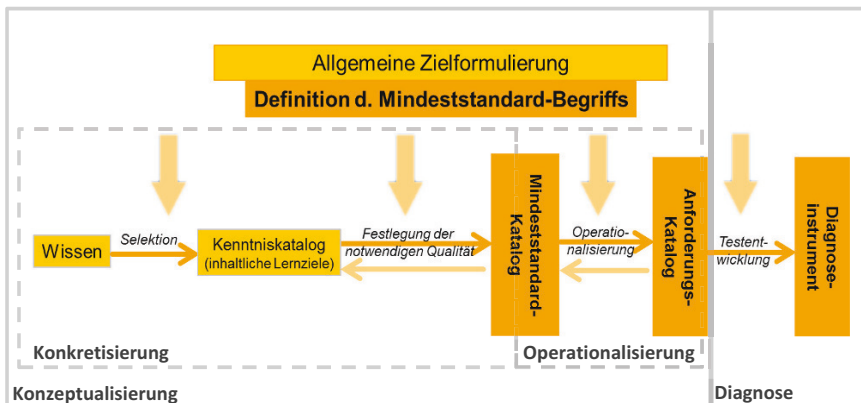 Allgemeine Zielformulierung
Definition d. Mindeststandard-Begriffs
Wissen
Selektion
Kenntniskatalog
(inhaltliche Lernziele)
Festlegung der
notwendigen Qualität
Mindeststandard-
Katalog
Operatio-
nalisierung
Anforderungs-
Katalog
Testent-
wicklung
Diagnose-
instrument
Konkretisierung
Operationalisierung
Konzeptualisierung
Diagnose